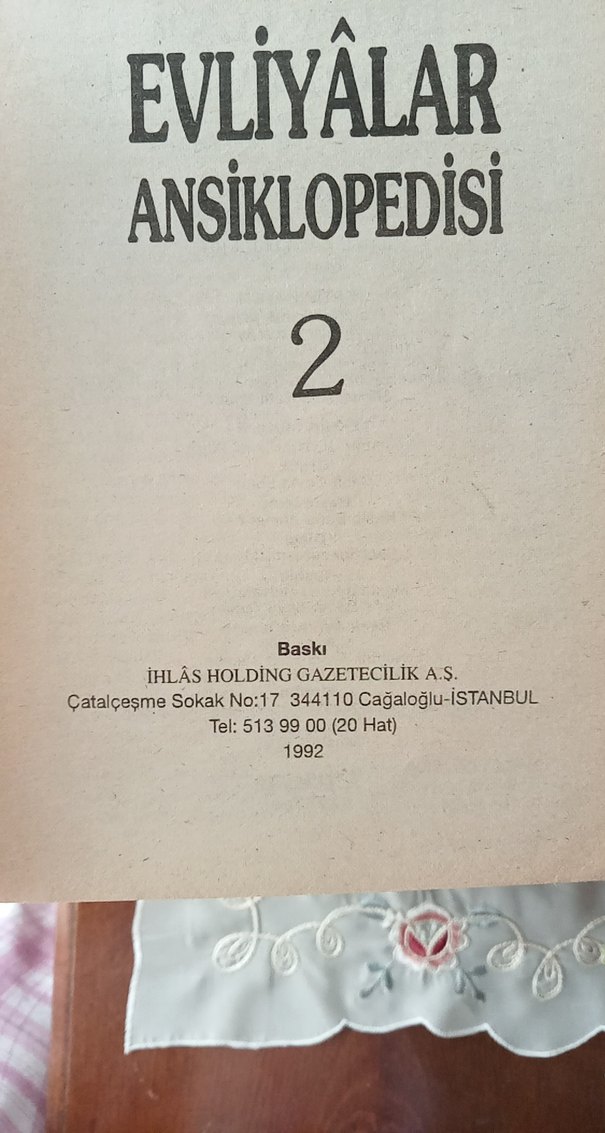 EVLİYÂLAR
ANSİKLOPEDİSİ
2
Baskı
İHLÂS HOLDİNG GAZETECİLİK A.Ş.
Çatalçeşme Sokak No:17 344110 Cağaloğlu-İSTANBUL
Tel: 513 99 00 (20 Hat)
1992